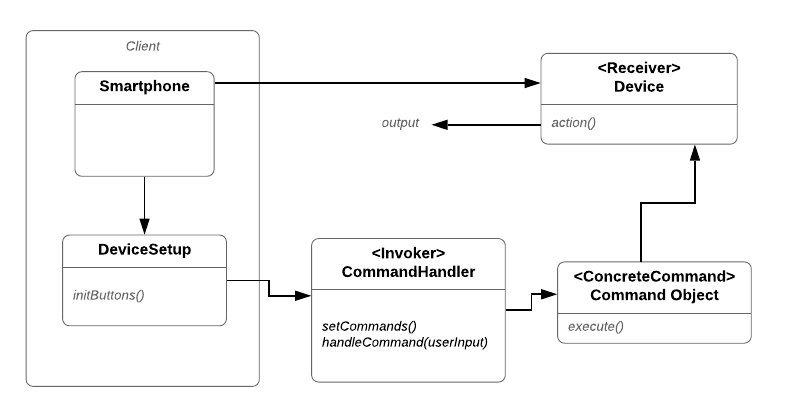 Client
Smartphone
<Receiver>
Device
output
action()
DeviceSetup
initButtons()
<Invoker>
CommandHandler
setCommands()
handleCommand(userInput)
<ConcreteCommand>
Command Object
execute()